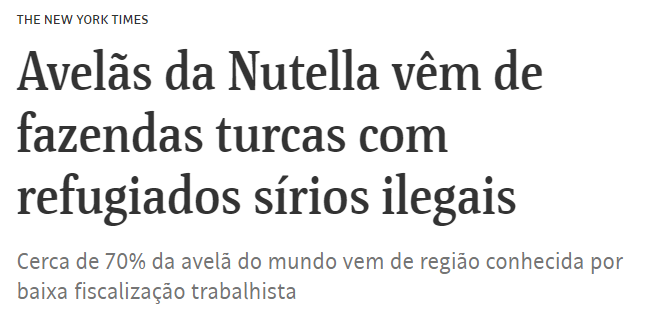 THE NEW YORK TIMES
Avelãs da Nutella vêm de
fazendas turcas com
refugiados sírios ilegais
Cerca de 70% da avelã do mundo vem de região conhecida por
baixa fiscalização trabalhista